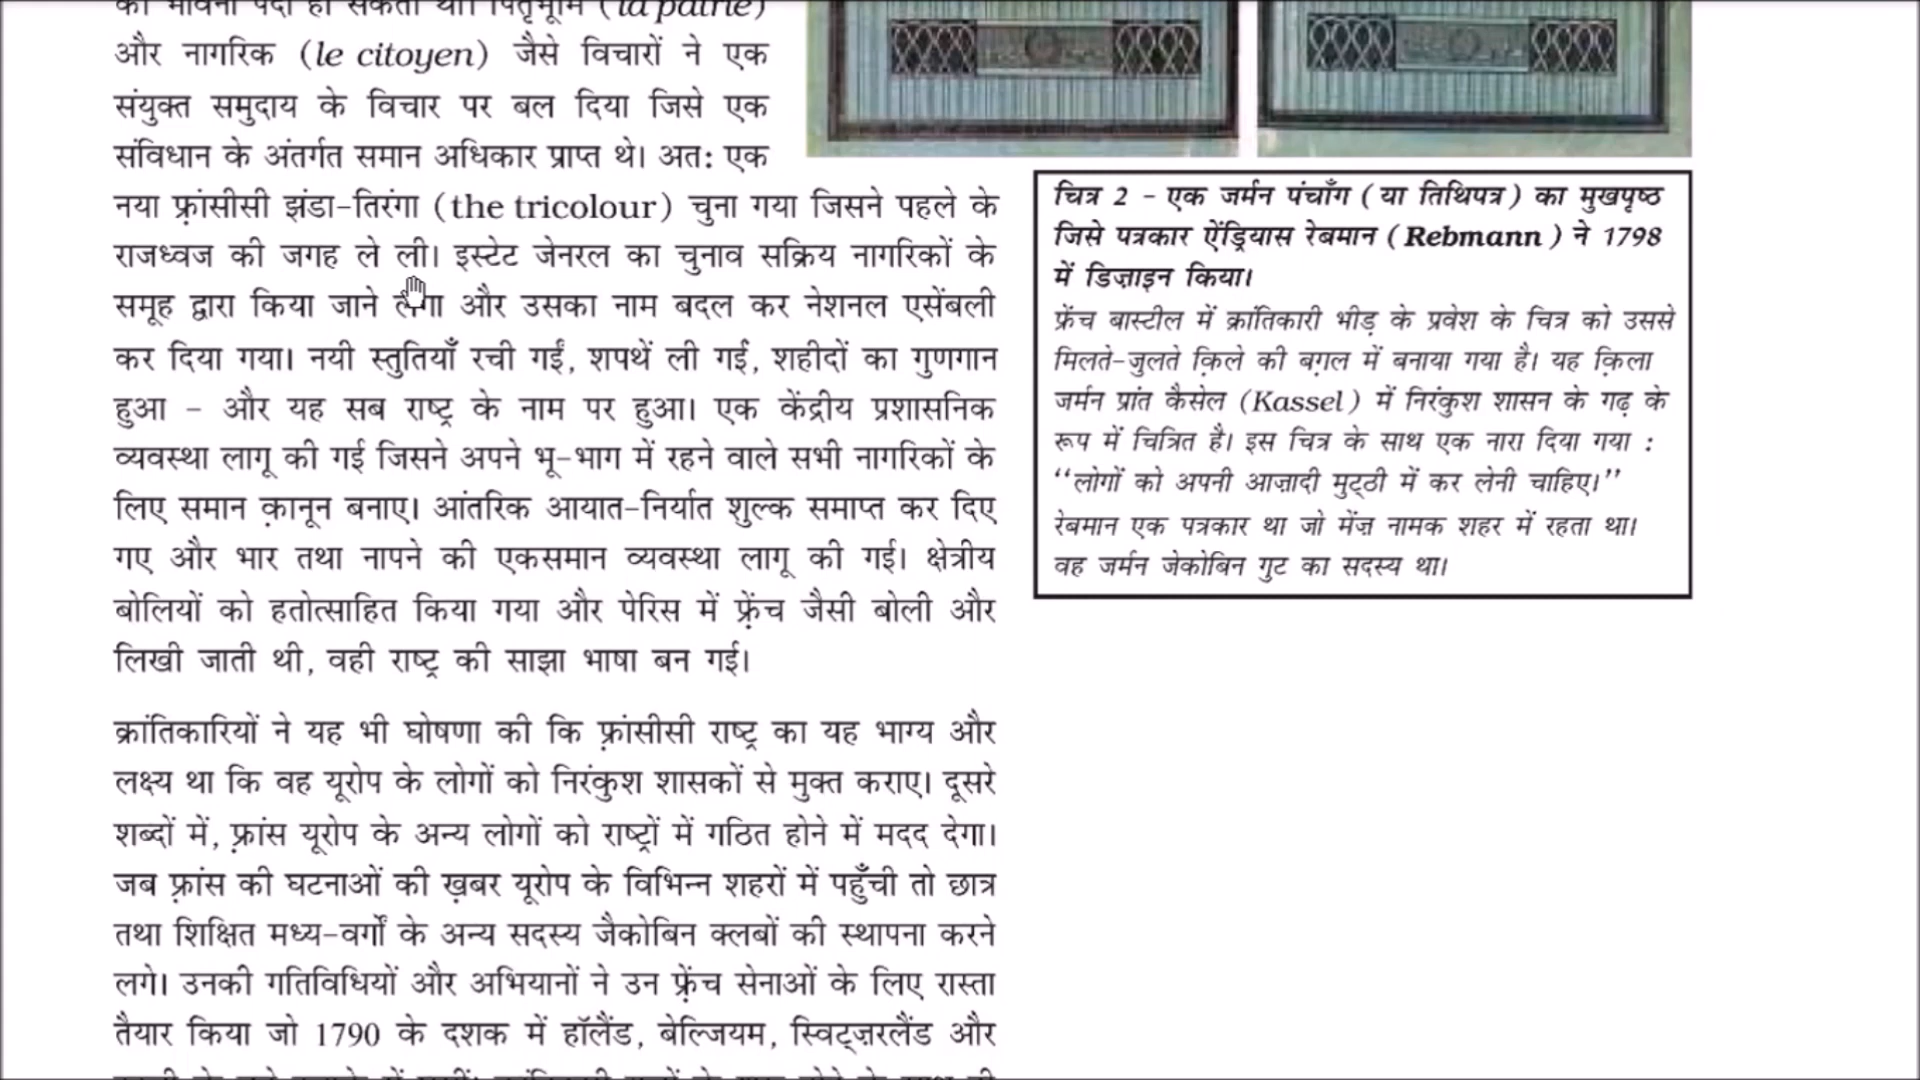 की भावना पैदा हो सकती थी। पितृभूमि (la patrie)
और नागरिक (le citoyen) जैसे विचारों ने एक
संयुक्त समुदाय के विचार पर बल दिया जिसे एक
संविधान के अंतर्गत समान अधिकार प्राप्त थे। अत: एक
नया फ़्रांसीसी झंडा-तिरंगा (the tricolour) चुना गया जिसने पहले के
राजध्वज की जगह ले ली। इस्टेट जेनरल का चुनाव सक्रिय नागरिकों के
समूह द्वारा किया जाने लगा और उसका नाम बदल कर नेशनल एसेंबली
कर दिया गया। नयी स्तुतियाँ रची गईं, शपथें ली गईं, शहीदों का गुणगान
हुआ – और यह सब राष्ट्र के नाम पर हुआ। एक केंद्रीय प्रशासनिक
व्यवस्था लागू की गई जिसने अपने भू-भाग में रहने वाले सभी नागरिकों के
लिए समान क़ानून बनाए। आंतरिक आयात-निर्यात शुल्क समाप्त कर दिए
गए और भार तथा नापने की एकसमान व्यवस्था लागू की गई। क्षेत्रीय
बोलियों को हतोत्साहित किया गया और पेरिस में फ़्रेंच जैसी बोली और
लिखी जाती थी, वही राष्ट्र की साझा भाषा बन गई।
क्रांतिकारियों ने यह भी घोषणा की कि फ़्रांसीसी राष्ट्र का यह भाग्य और
लक्ष्य था कि वह यूरोप के लोगों को निरंकुश शासकों से मुक्त कराए। दूसरे
शब्दों में, फ़्रांस यूरोप के अन्य लोगों को राष्ट्रों में गठित होने में मदद देगा।
जब फ़्रांस की घटनाओं की ख़बर यूरोप के विभिन्न शहरों में पहुँची तो छात्र
तथा शिक्षित मध्य-वर्गों के अन्य सदस्य जैकोबिन क्लबों की स्थापना करने
लगे। उनकी गतिविधियों और अभियानों ने उन फ़्रेंच सेनाओं के लिए रास्ता
तैयार किया जो 1790 के दशक में हॉलैंड, बेल्जियम, स्विट्ज़रलैंड और
चित्र 2 – एक जर्मन पंचाँग (या तिथिपत्र) का मुखपृष्ठ
जिसे पत्रकार ऐंड्रियास रेबमान (Rebmann) ने 1798
में डिज़ाइन किया।
फ्रेंच बास्टील में क्रांतिकारी भीड़ के प्रवेश के चित्र को उससे
मिलते-जुलते क़िले की बग़ल में बनाया गया है। यह क़िला
जर्मन प्रांत कैसेल (Kassel) में निरंकुश शासन के गढ़ के
रूप में चित्रित है। इस चित्र के साथ एक नारा दिया गया :
‘‘लोगों को अपनी आज़ादी मुट्ठी में कर लेनी चाहिए।’’
रेबमान एक पत्रकार था जो मेंज़ नामक शहर में रहता था।
वह जर्मन जेकोबिन गुट का सदस्य था।